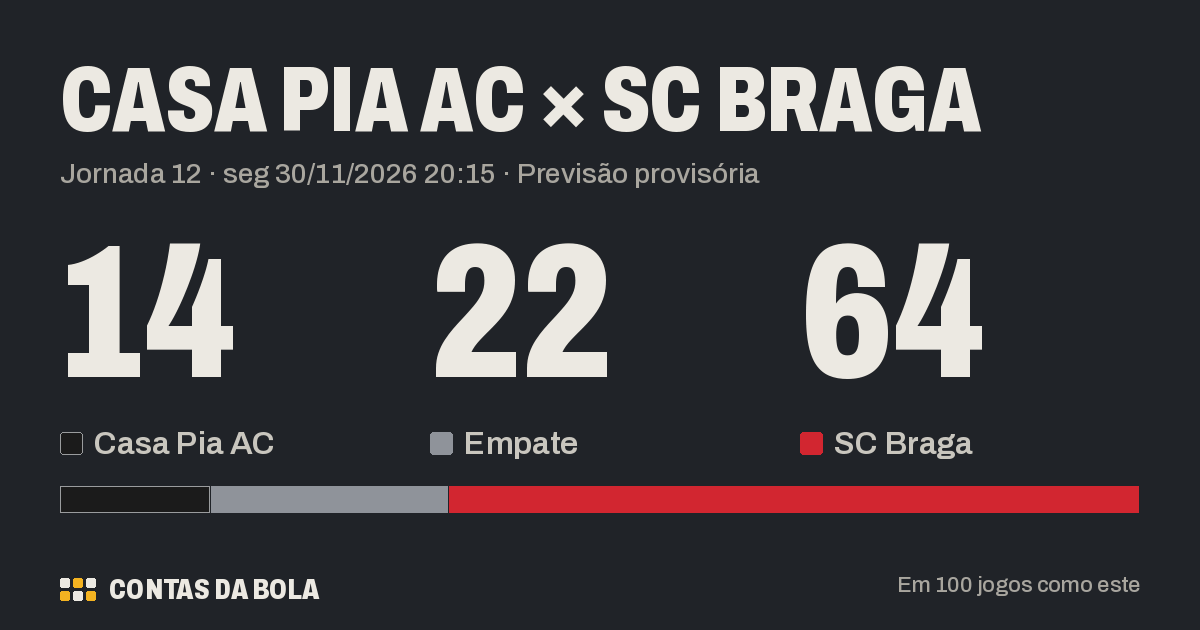 CASA PIA AC × SC BRAGA
Jornada 12 · seg 30/11/2026 20:15 · Previsão provisória
14 22 64
Casa Pia AC Empate SC Braga
CONTAS DA BOLA Em 100 jogos como este